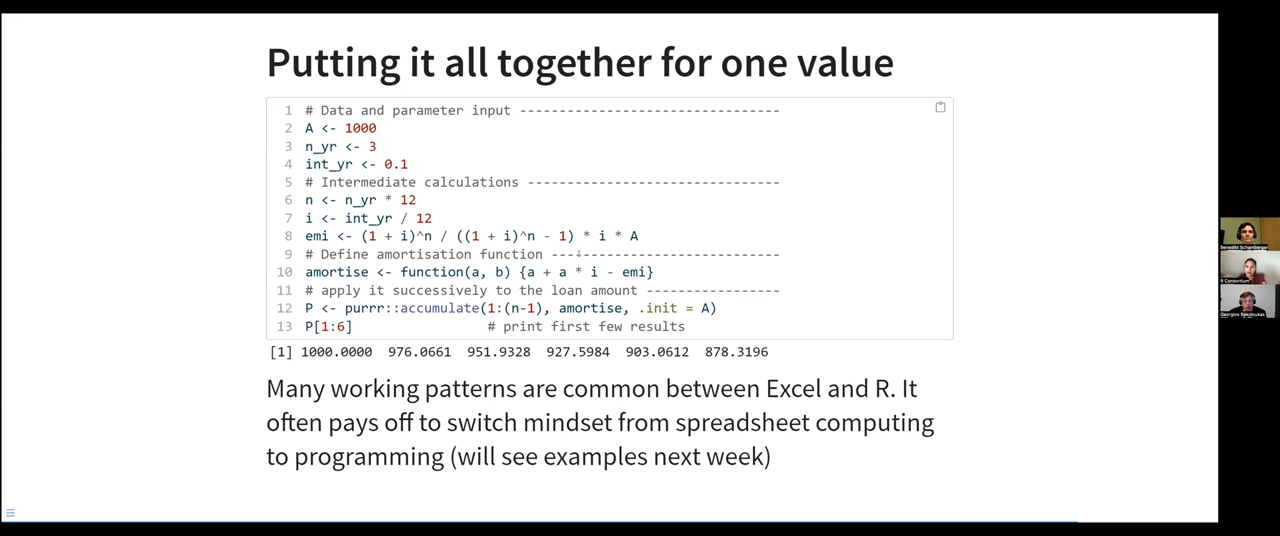 Putting it all together for one value
1 # Data and parameter input ----------------------------------
2 A <- 1000
3 n_yr <- 3
4 int_yr <- 0.1
5 # Intermediate calculations ---------------------------------
6 n <- n_yr * 12
7 i <- int_yr / 12
8 emi <- (1 + i)^n / ((1 + i)^n - 1) * i * A
9 # Define amortisation function ------------------------------
10 amortise <- function(a, b) {a + a * i - emi}
11 # apply it successively to the loan amount -----------------
12 P <- purrr::accumulate(1:(n-1), amortise, .init = A)
13 P[1:6] # print first few results
[1] 1000.0000 976.0661 951.9328 927.5984 903.0612 878.3196
Many working patterns are common between Excel and R. It
often pays off to switch mindset from spreadsheet computing
to programming (will see examples next week)
Benedikt Schamberger
R Consortium
Georgios Bakoloukas